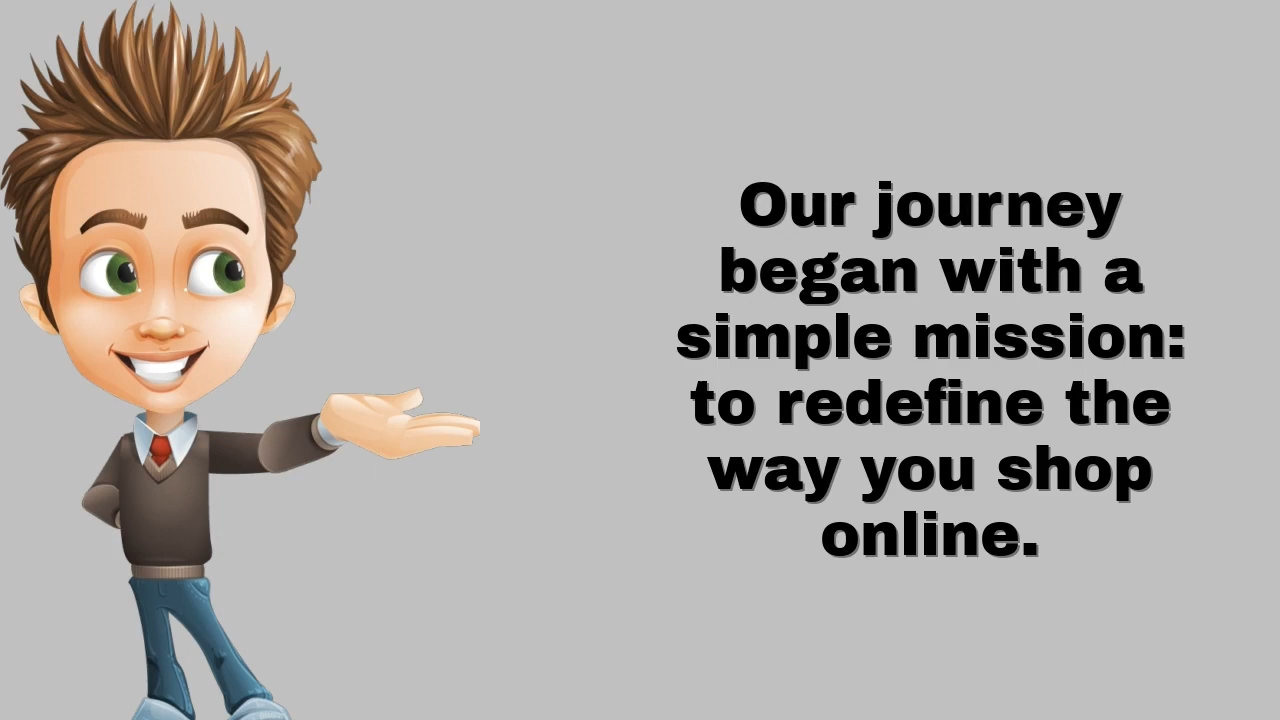 Our journey
began with a
simple mission:
to redefine the
way you shop
online.